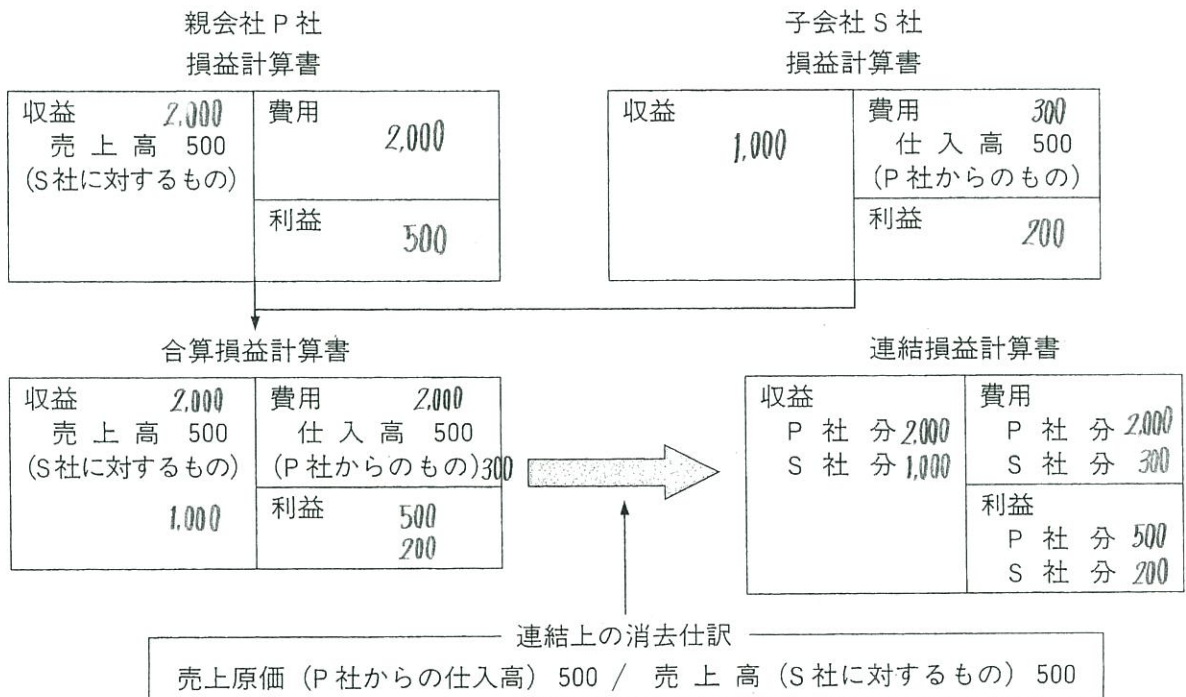 親会社P社
損益計算書
収益 2,000
売上高 500
(S社に対するもの)
費用
2,000
利益
500
子会社S社
損益計算書
収益
1,000
費用 300
仕入高 500
(P社からのもの)
利益
200
合算損益計算書
収益 2,000
売上高 500
(S社に対するもの)
1,000
費用 2,000
仕入高 500
(P社からのもの)300
利益 500
200
連結損益計算書
収益
P社分 2,000
S社分 1,000
費用
P社分 2,000
S社分 300
利益
P社分 500
S社分 200
連結上の消去仕訳
売上原価(P社からの仕入高)500 / 売上高(S社に対するもの)500